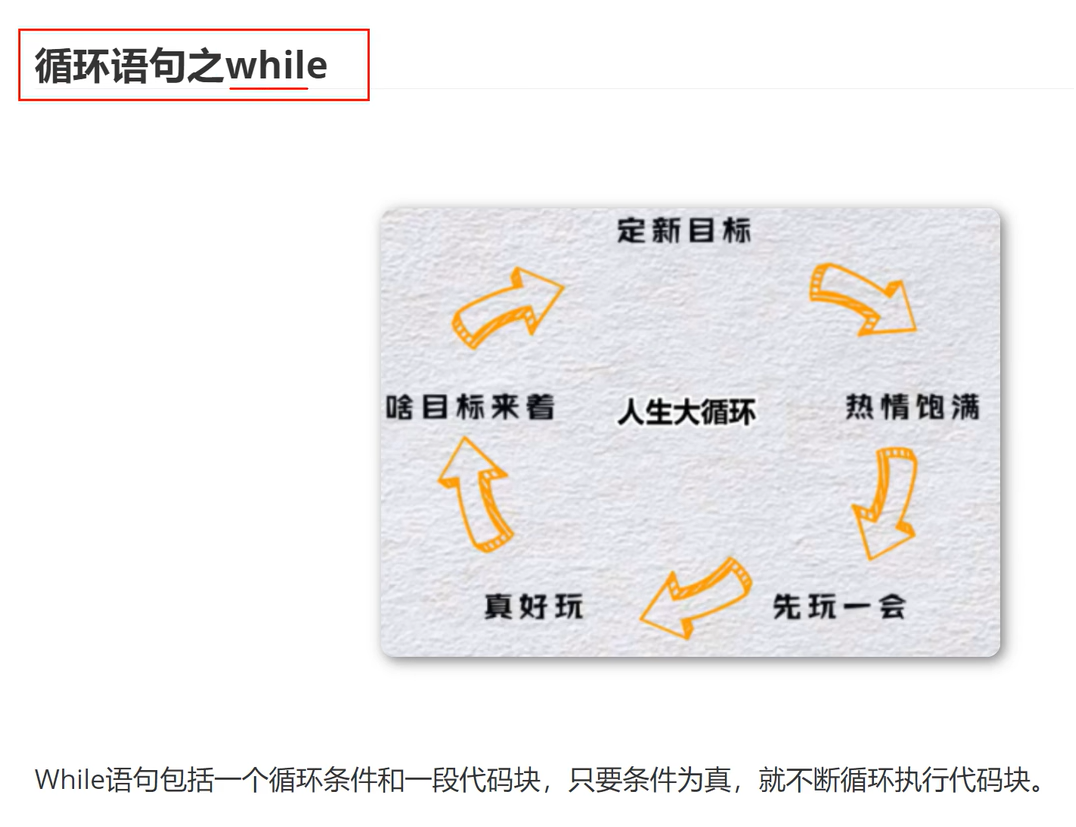 循环语句之while
定新目标
啥目标来着
人生大循环
热情饱满
真好玩
先玩一会
While语句包括一个循环条件和一段代码块，只要条件为真，就不断循环执行代码块。